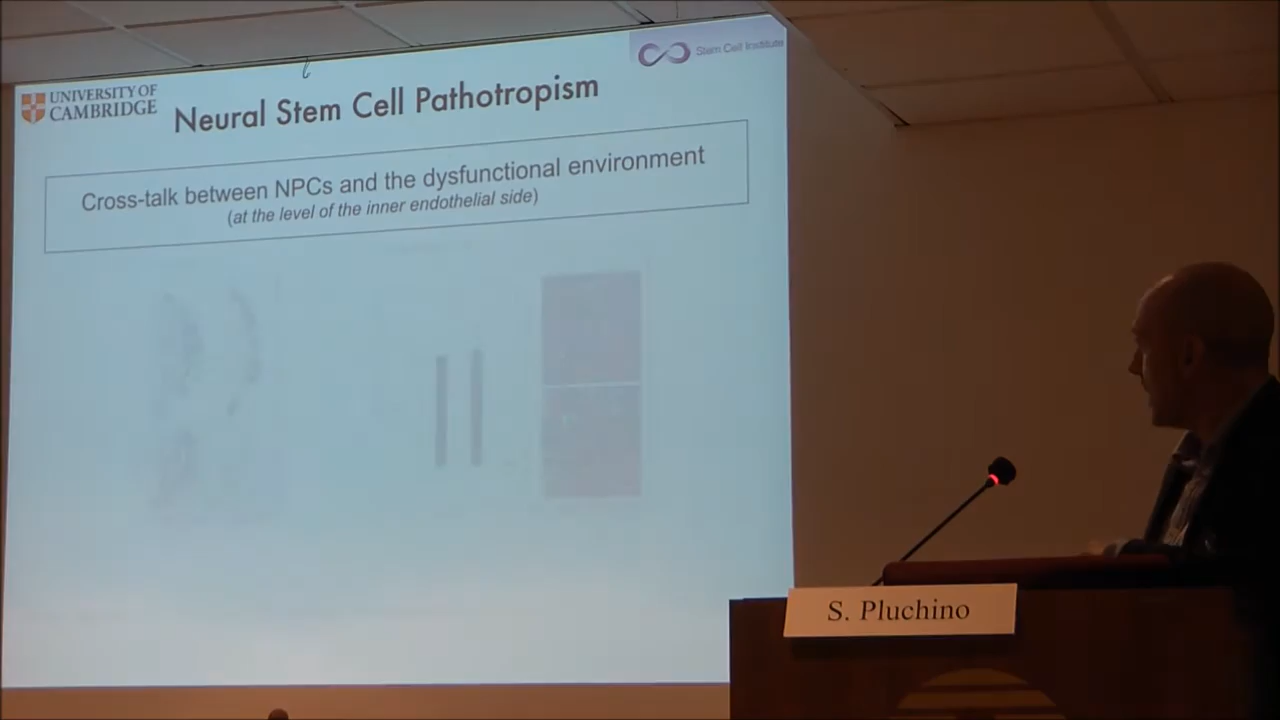 UNIVERSITY OF
CAMBRIDGE
Stem Cell Institute
Neural Stem Cell Pathotropism
Cross-talk between NPCs and the dysfunctional environment
(at the level of the inner endothelial side)
S. Pluchino